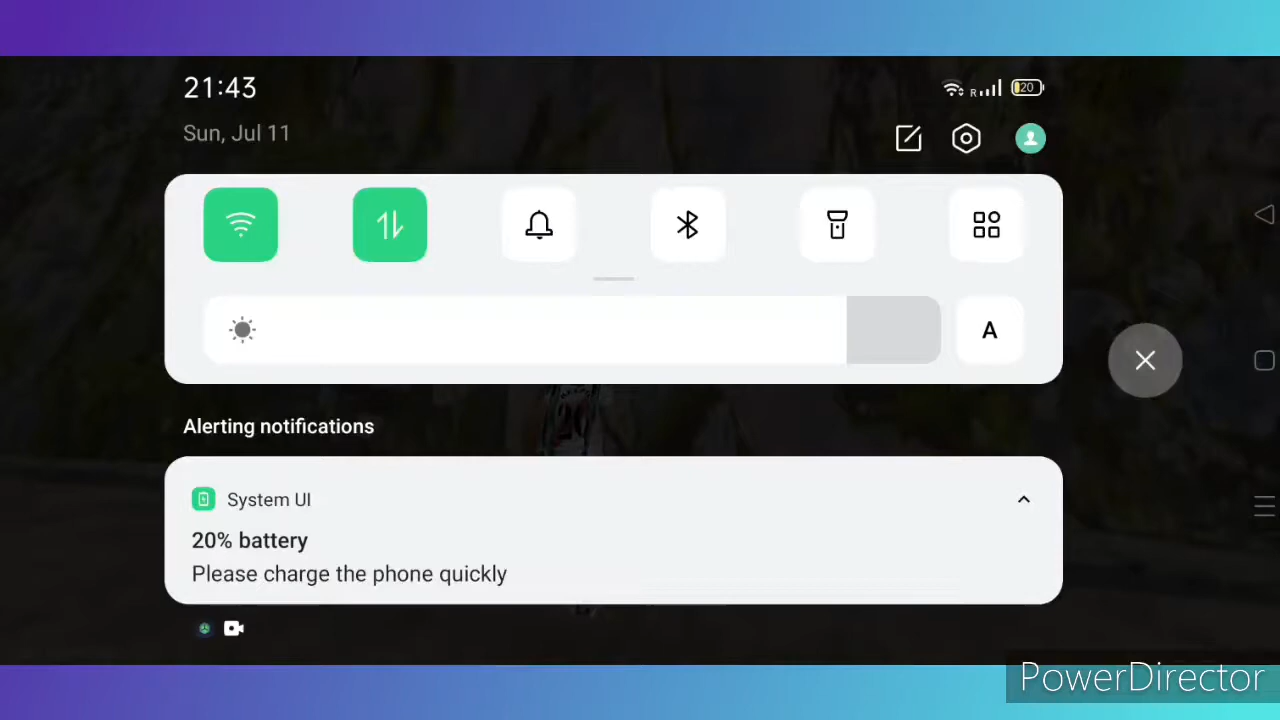 21:43
R
20
Sun, Jul 11
A
Alerting notifications
System UI
20% battery
Please charge the phone quickly
PowerDirector